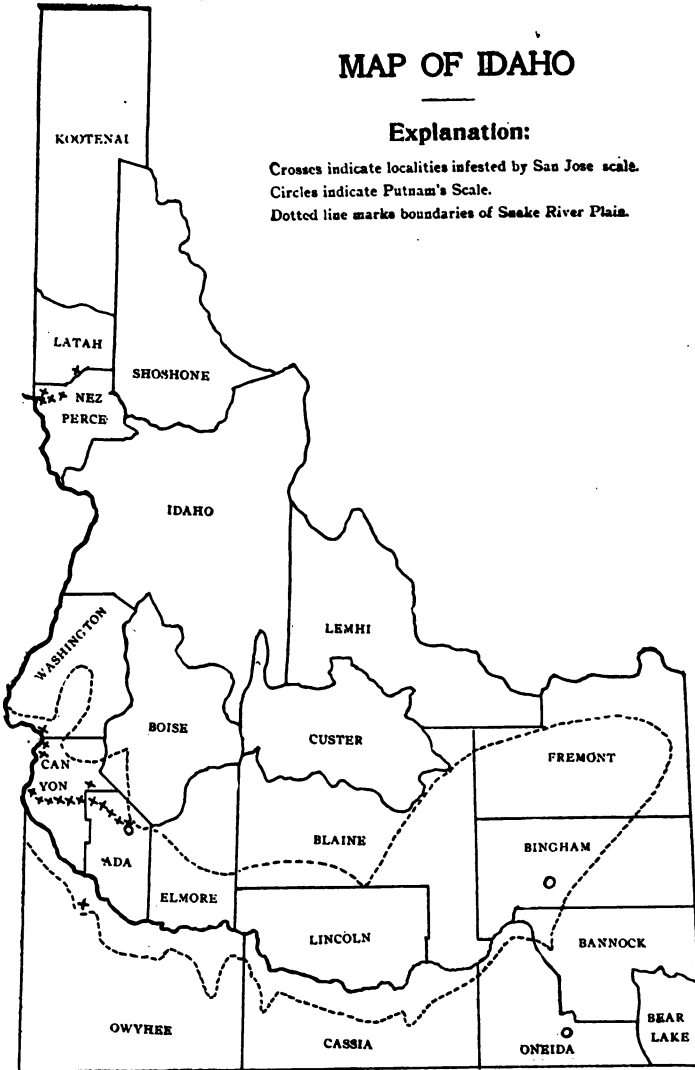 MAP OF IDAHO
Explanation:
Crosses indicate localities infested by San Jose scale.
Circles indicate Putnam's Scale.
Dotted line marks boundaries of Snake River Plain.
KOOTENAI
LATAH
SHOSHONE
NEZ
PERCE
IDAHO
LEMHI
WASHINGTON
BOISE
CUSTER
FREMONT
CAN
YON
BLAINE
BINGHAM
ADA
ELMORE
LINCOLN
BANNOCK
BEAR
LAKE
OWYHEE
CASSIA
ONEIDA